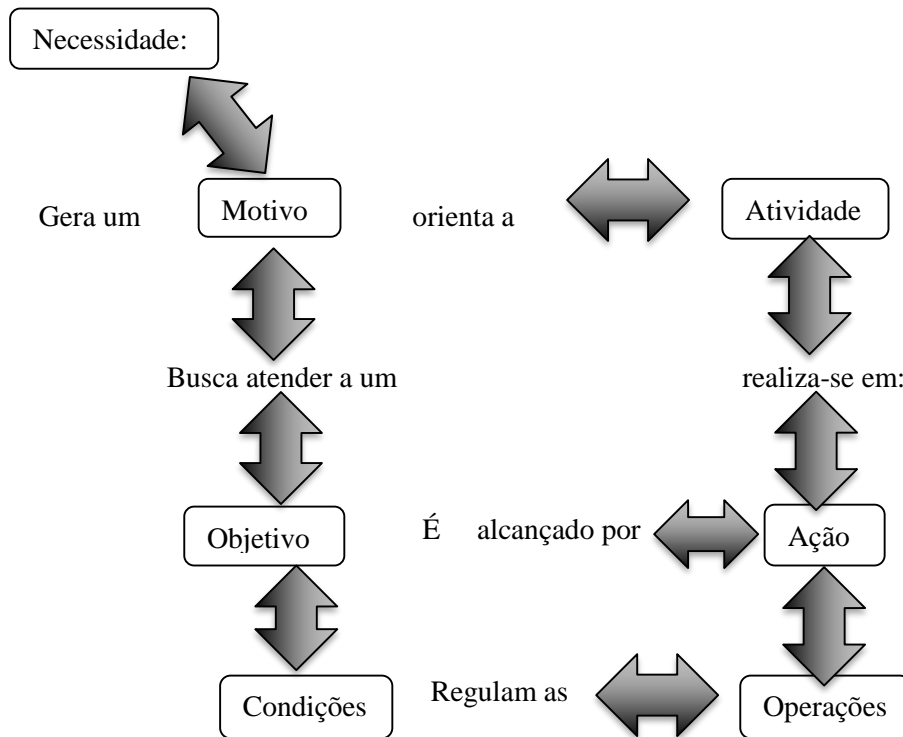 Necessidade:
Gera um Motivo orienta a Atividade
Busca atender a um realiza-se em:
Objetivo É alcançado por Ação
Condições Regulam as Operações